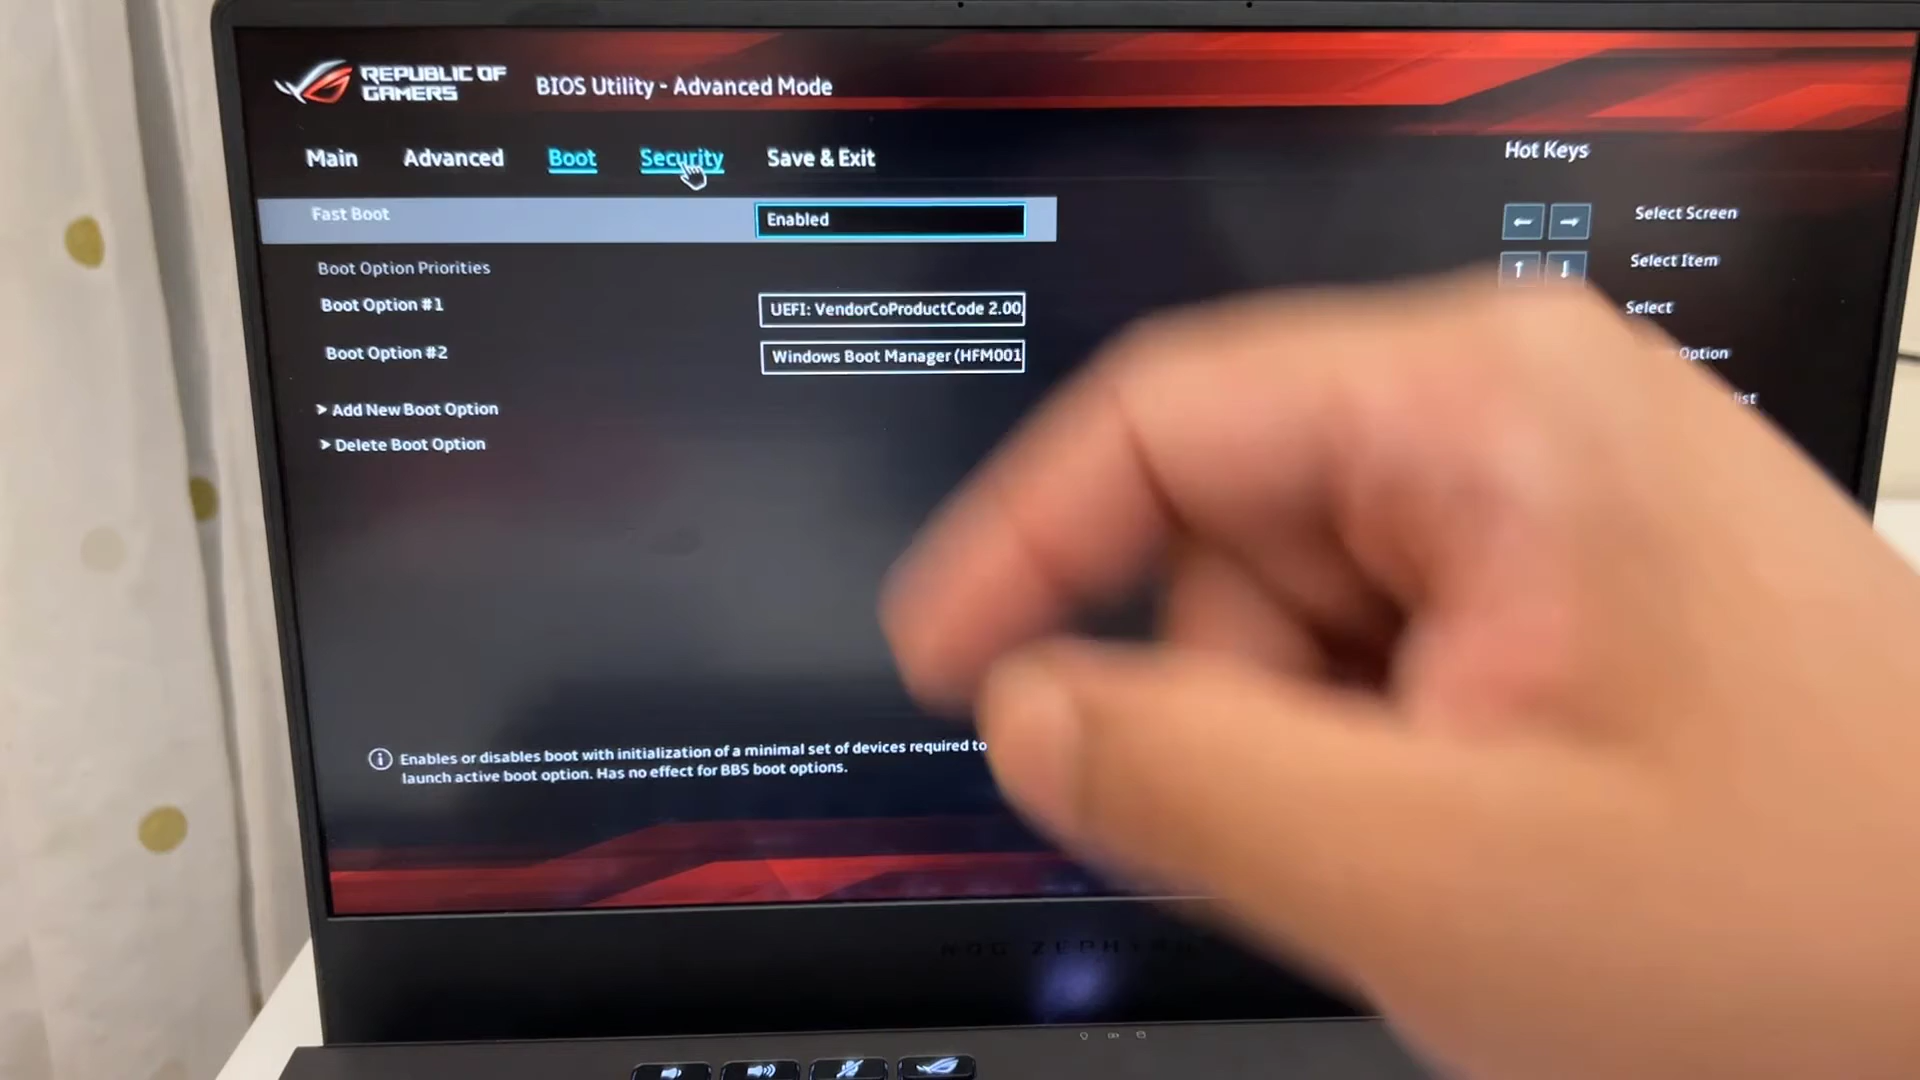 REPUBLIC OF
GAMERS
BIOS Utility - Advanced Mode
Main Advanced Boot Security Save & Exit
Hot Keys
Fast Boot Enabled
← → Select Screen
Boot Option Priorities
↑ ↓ Select Item
Boot Option #1 UEFI: VendorCoProductCode 2.00,
Select
Boot Option #2 Windows Boot Manager (HFM001
Option
> Add New Boot Option
> Delete Boot Option
Enables or disables boot with initialization of a minimal set of devices required to
launch active boot option. Has no effect for BBS boot options.